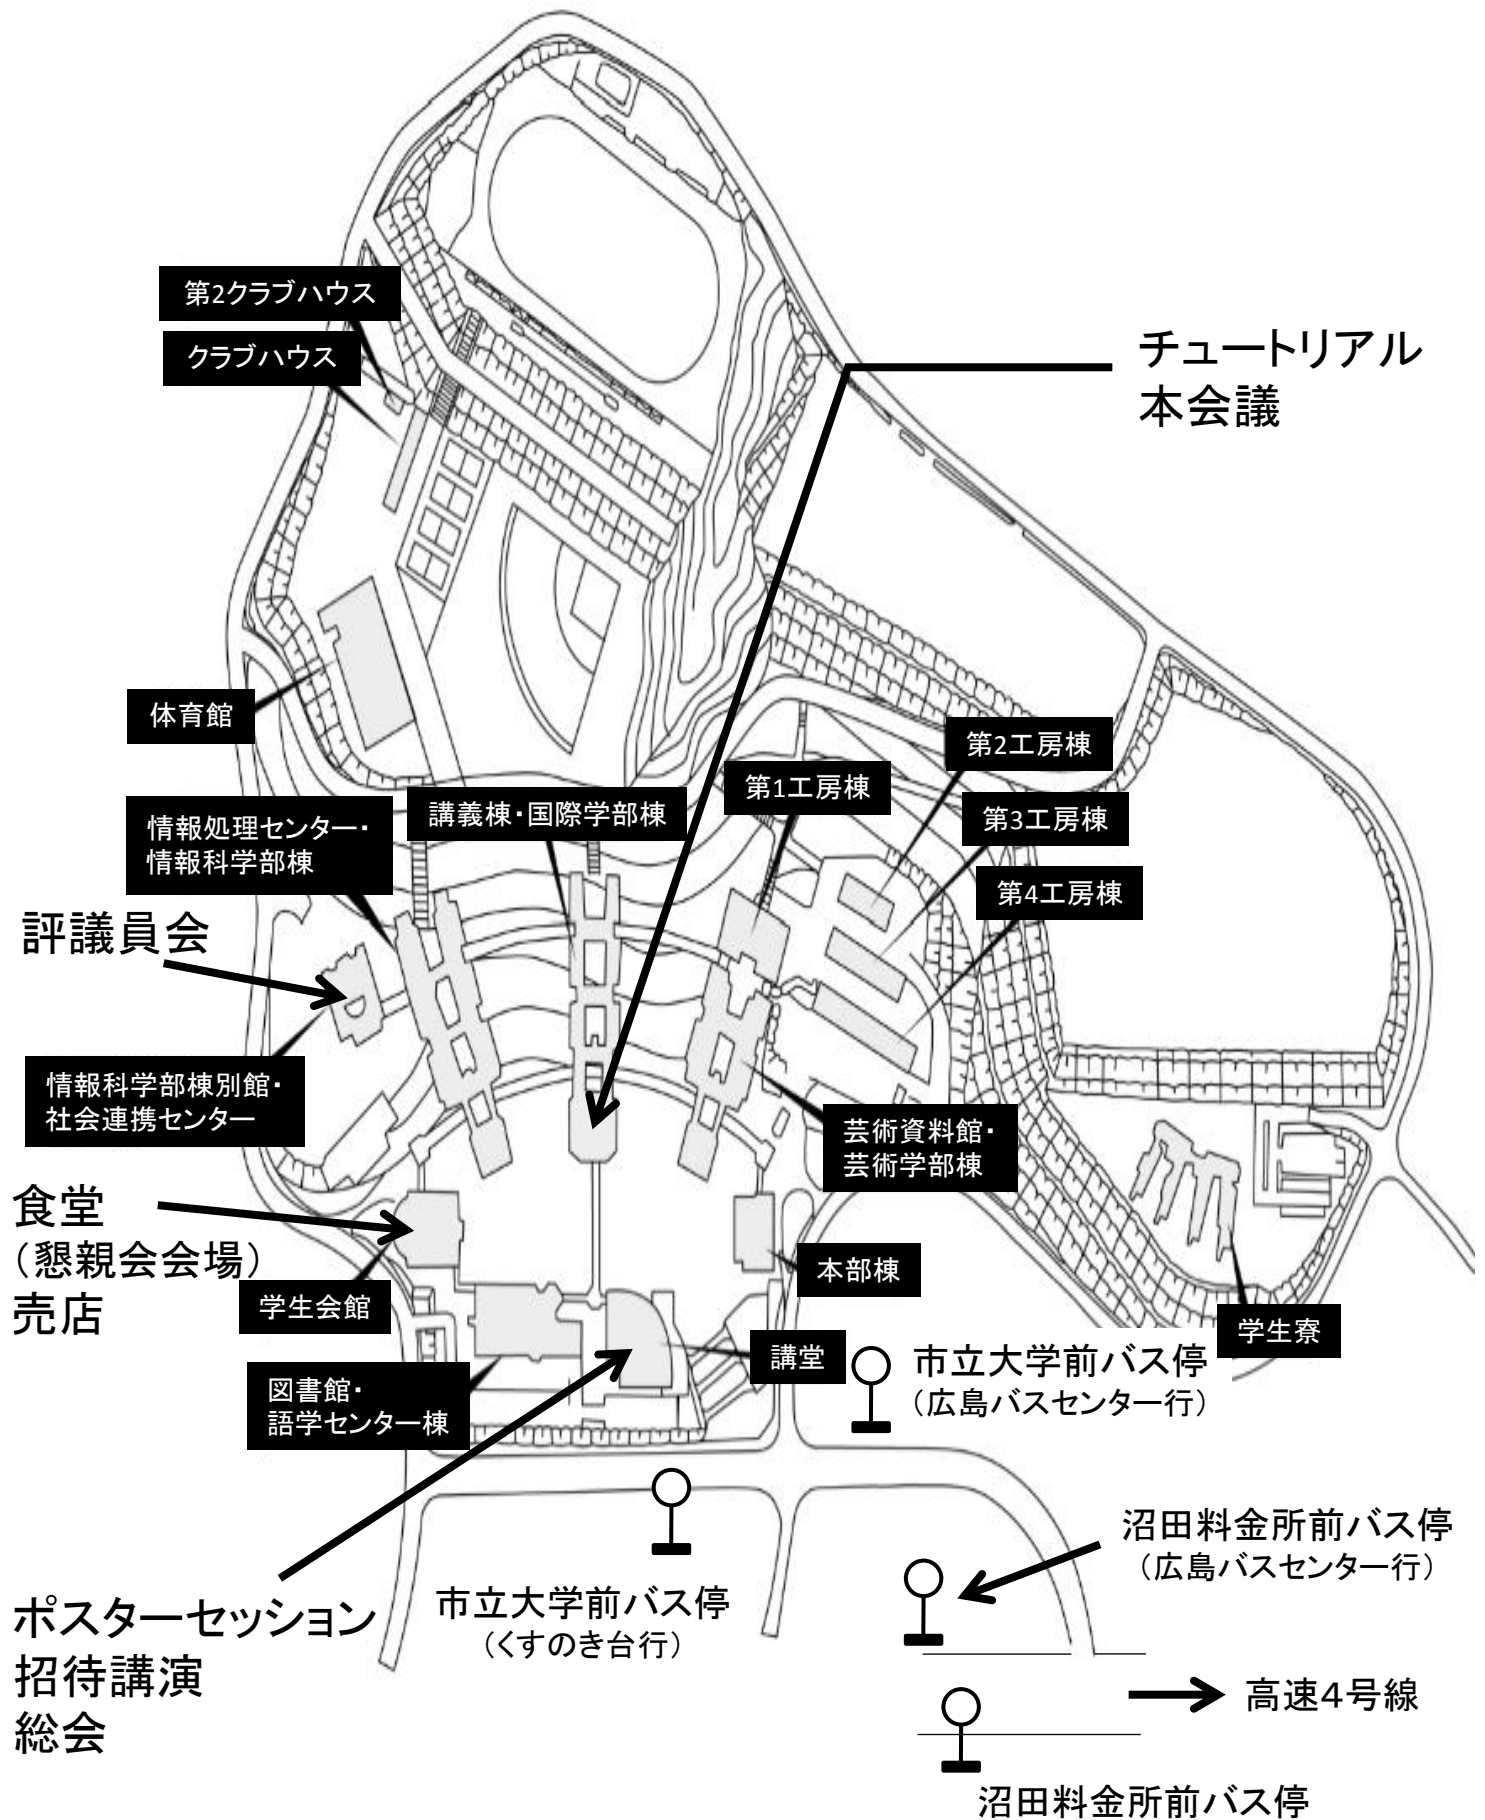 第2クラブハウス
クラブハウス
チュートリアル
本会議
体育館
第2工房棟
第1工房棟
講義棟・国際学部棟
第3工房棟
情報処理センター・
情報科学部棟
第4工房棟
評議員会
情報科学部棟別館・
社会連携センター
芸術資料館・
芸術学部棟
食堂
（懇親会会場）
売店
本部棟
学生会館
学生寮
講堂
市立大学前バス停
（広島バスセンター行）
図書館・
語学センター棟
沼田料金所前バス停
（広島バスセンター行）
市立大学前バス停
（くすのき台行）
ポスターセッション
招待講演
総会
高速4号線
沼田料金所前バス停